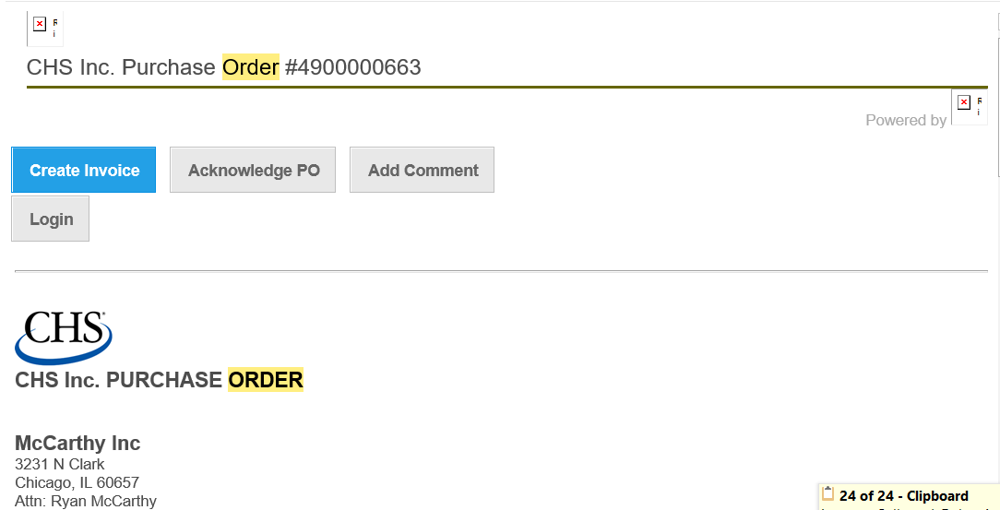 CHS Inc. Purchase Order #4900000663
Powered by
Create Invoice
Acknowledge PO
Add Comment
Login
CHS
CHS Inc. PURCHASE ORDER
McCarthy Inc
3231 N Clark
Chicago, IL 60657
Attn: Ryan McCarthy
24 of 24 - Clipboard